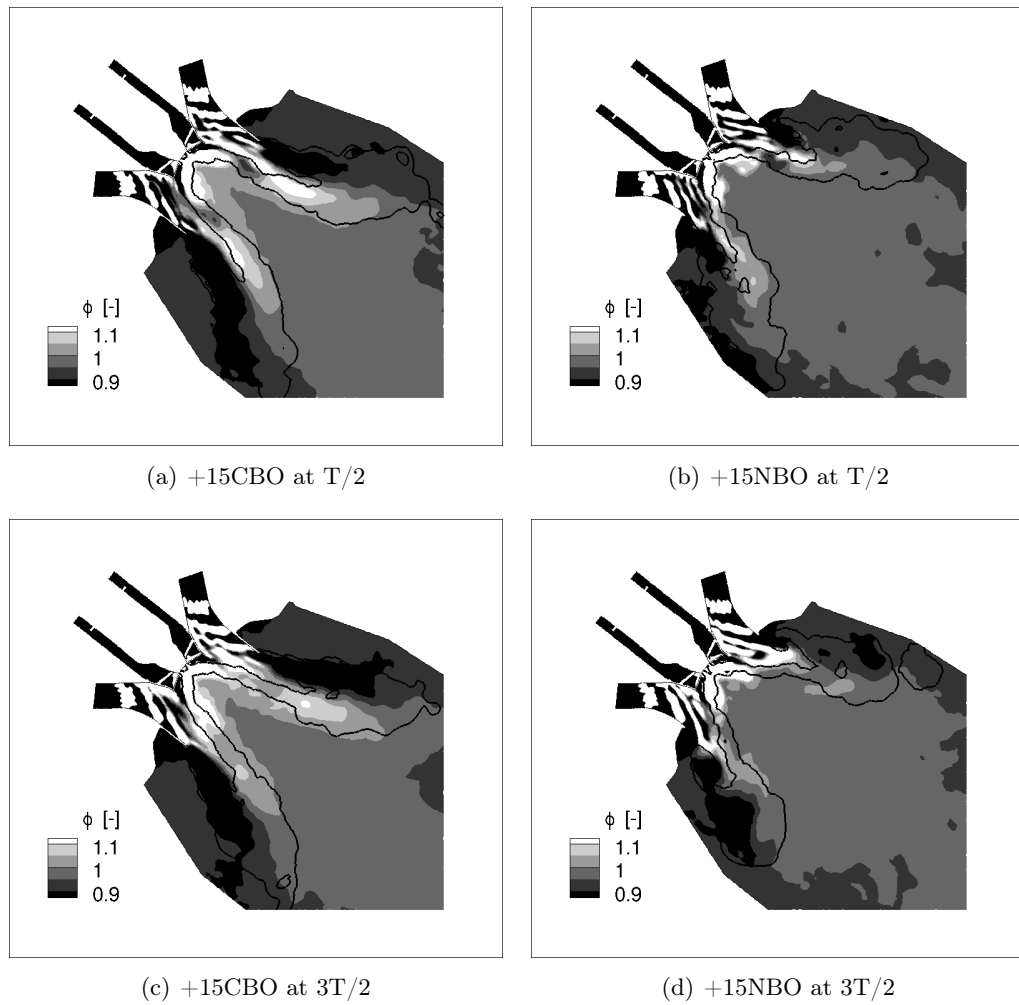 ϕ [-]
1.1
1
0.9
ϕ [-]
1.1
1
0.9
(a) +15CBO at T/2
(b) +15NBO at T/2
ϕ [-]
1.1
1
0.9
ϕ [-]
1.1
1
0.9
(c) +15CBO at 3T/2
(d) +15NBO at 3T/2